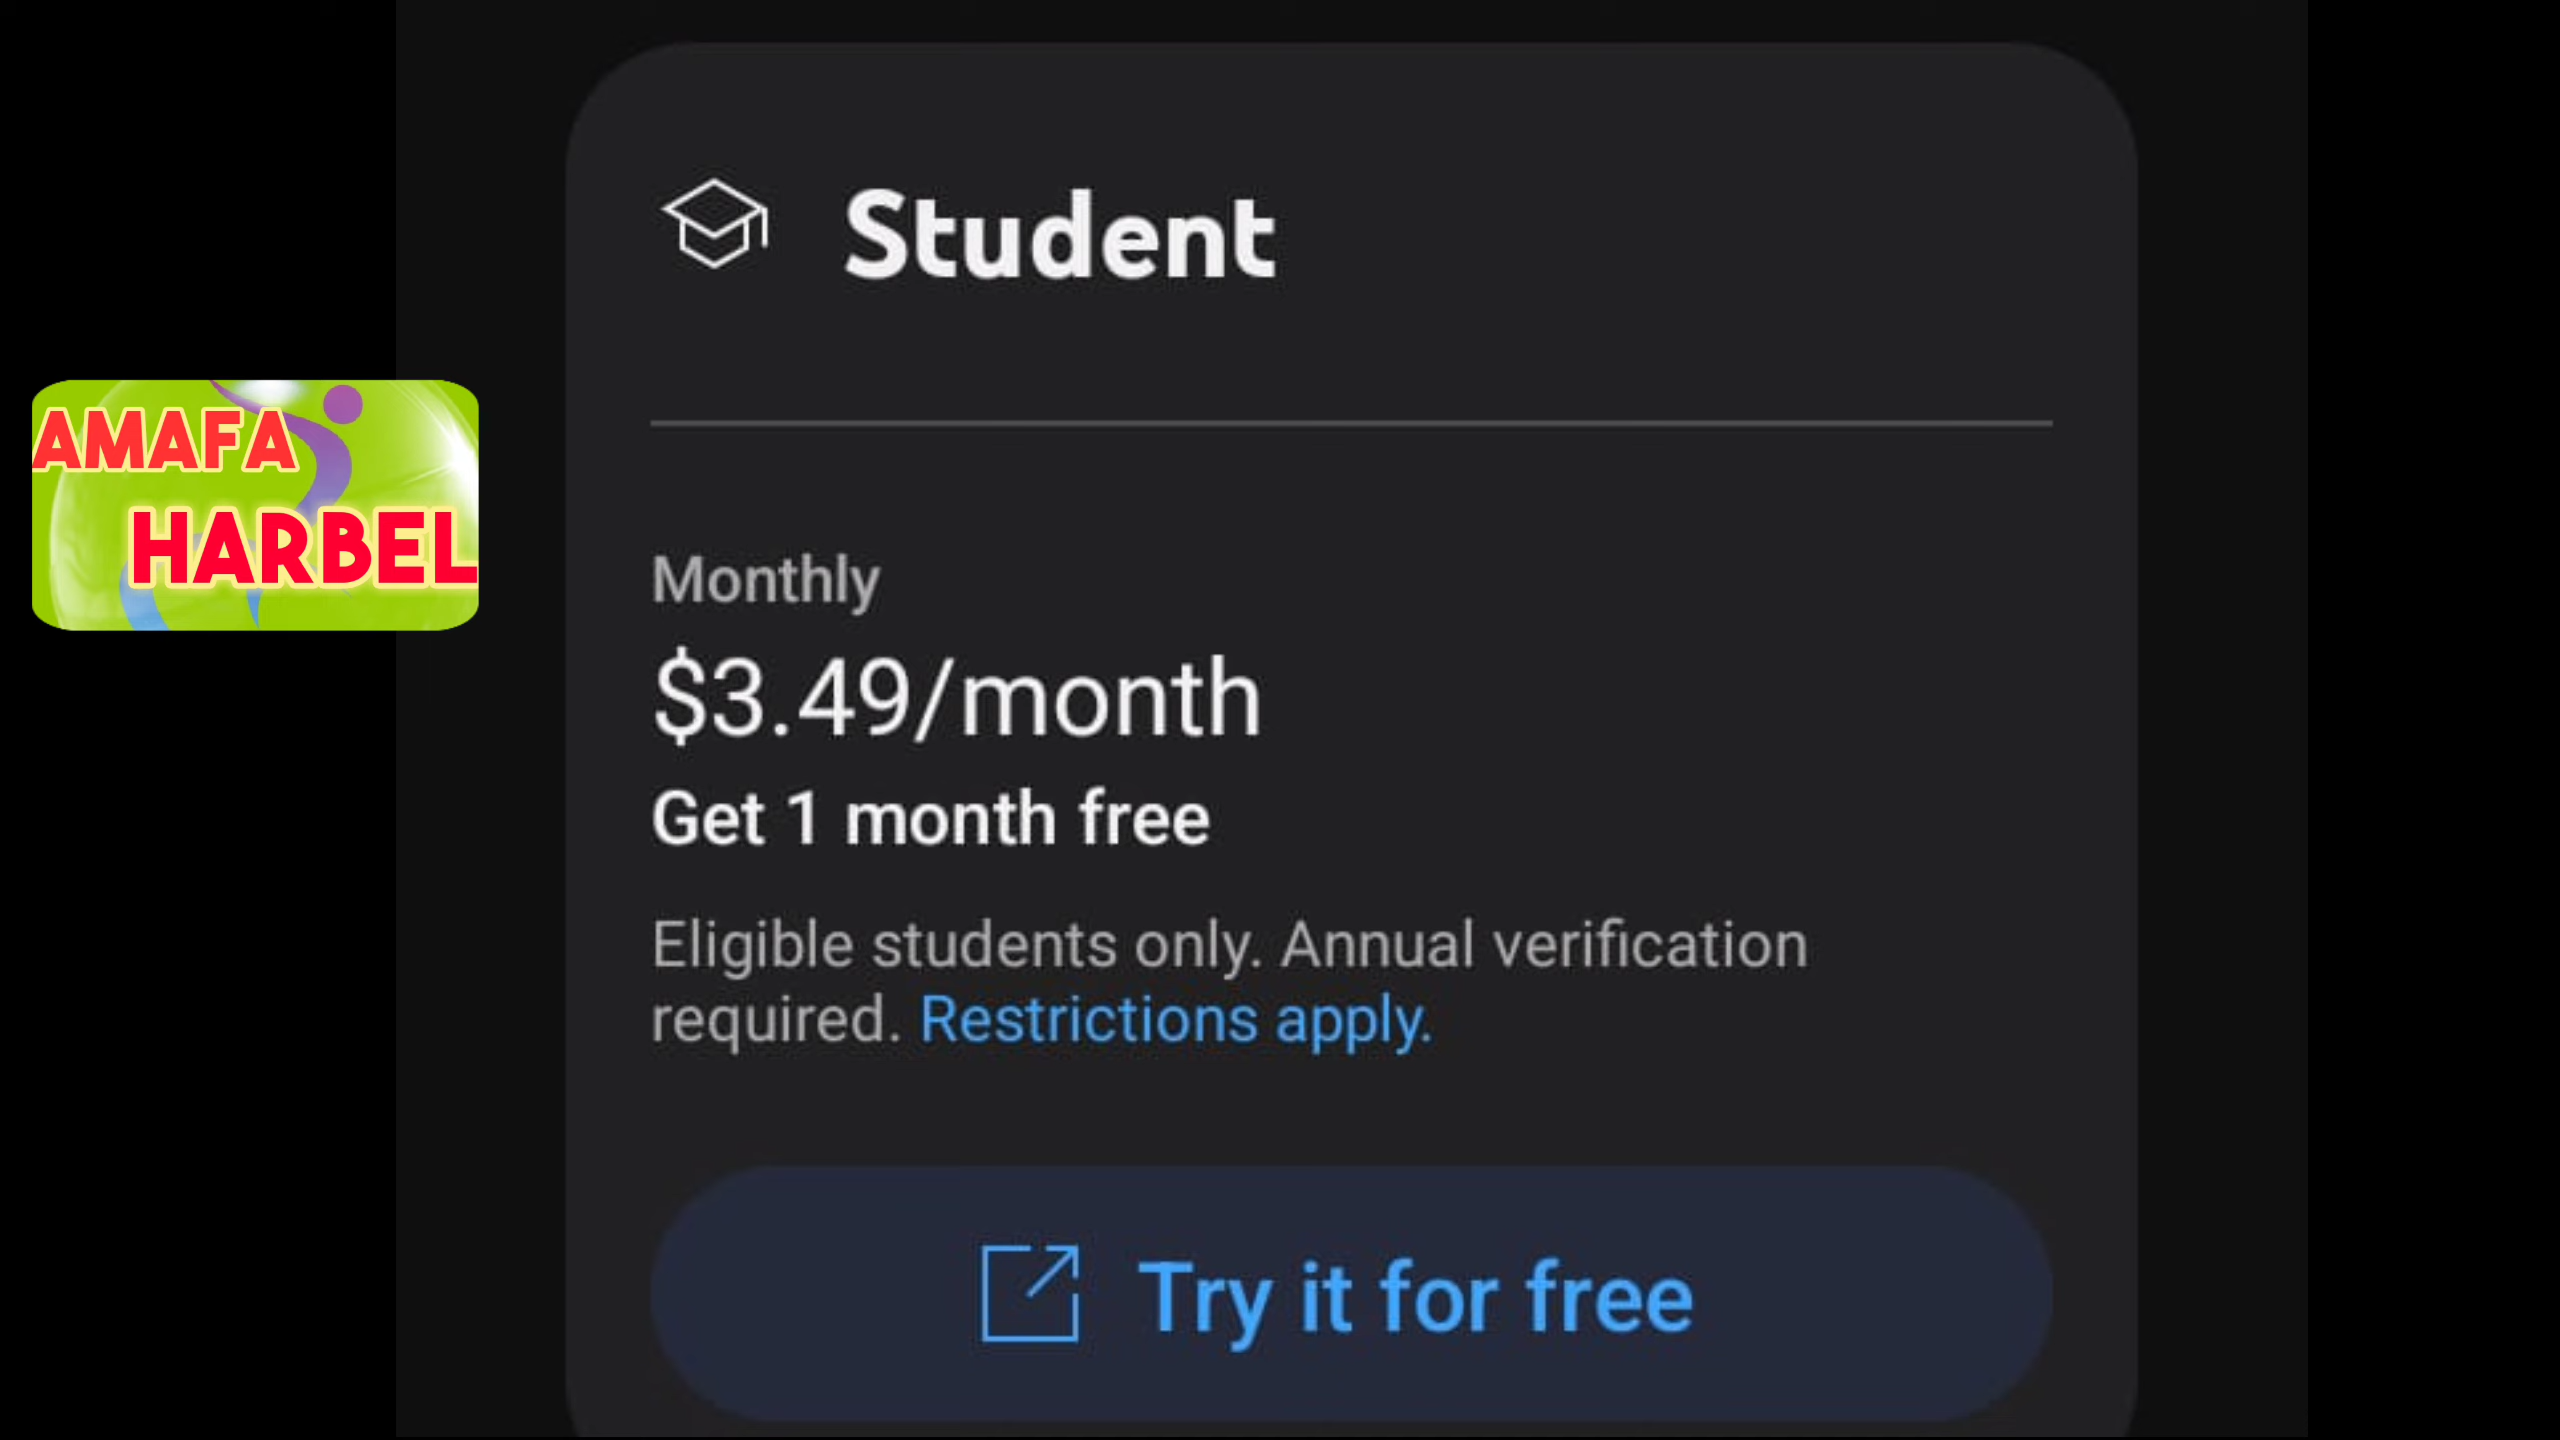 Student
AMAFA
HARBEL
Monthly
$3.49/month
Get 1 month free
Eligible students only. Annual verification
required. Restrictions apply.
Try it for free